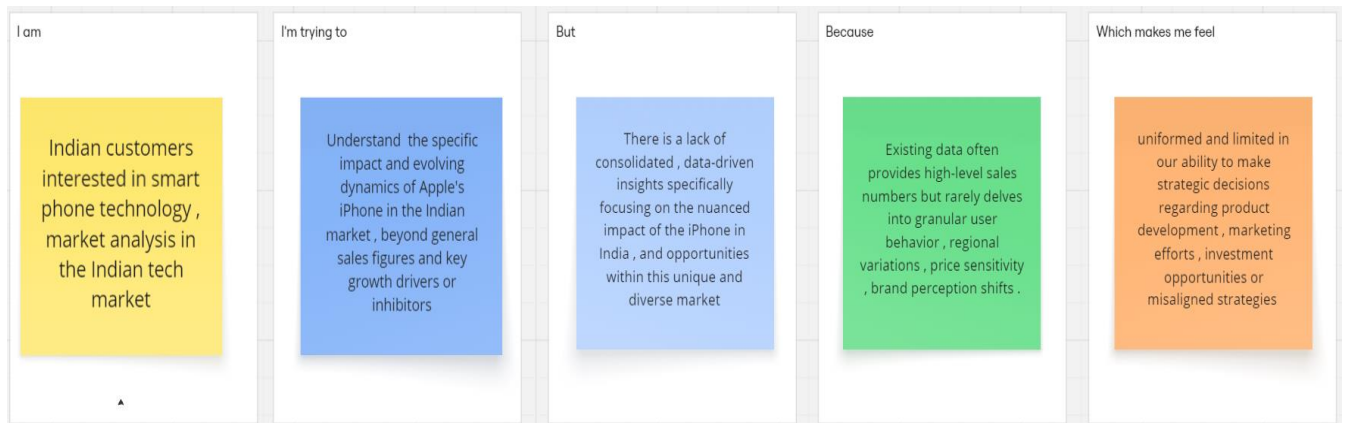 I am
Indian customers
interested in smart
phone technology ,
market analysis in
the Indian tech
market
I'm trying to
Understand the specific
impact and evolving
dynamics of Apple's
iPhone in the Indian
market , beyond general
sales figures and key
growth drivers or
inhibitors
But
There is a lack of
consolidated , data-driven
insights specifically
focusing on the nuanced
impact of the iPhone in
India , and opportunities
within this unique and
diverse market
Because
Existing data often
provides high-level sales
numbers but rarely delves
into granular user
behavior , regional
variations , price sensitivity
, brand perception shifts .
Which makes me feel
uniformed and limited in
our ability to make
strategic decisions
regarding product
development , marketing
efforts , investment
opportunities or
misaligned strategies